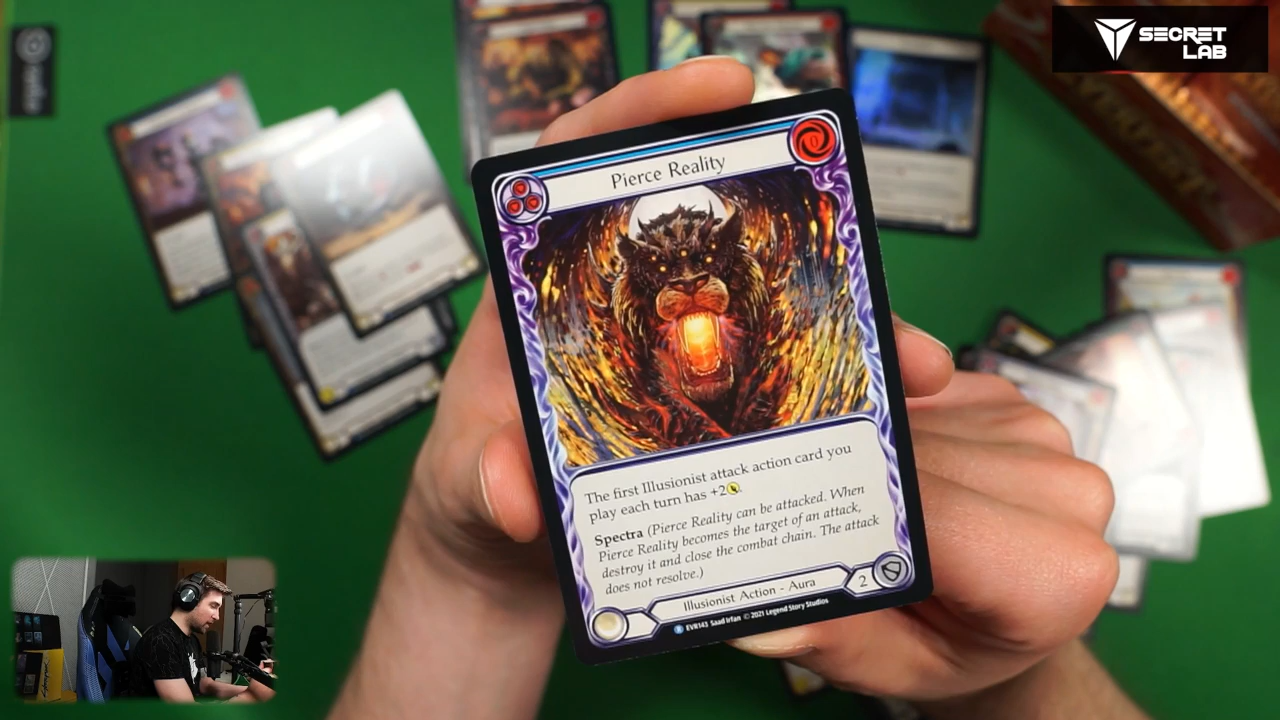 SECRET
LAB
Pierce Reality
0
The first Illusionist attack action card you
play each turn has +2
Spectra (Pierce Reality can be attacked. When
Pierce Reality becomes the target of an attack,
destroy it and close the combat chain. The attack
does not resolve.)
Illusionist Action - Aura
2
R EVR143 Saad Irfan © 2021 Legend Story Studios